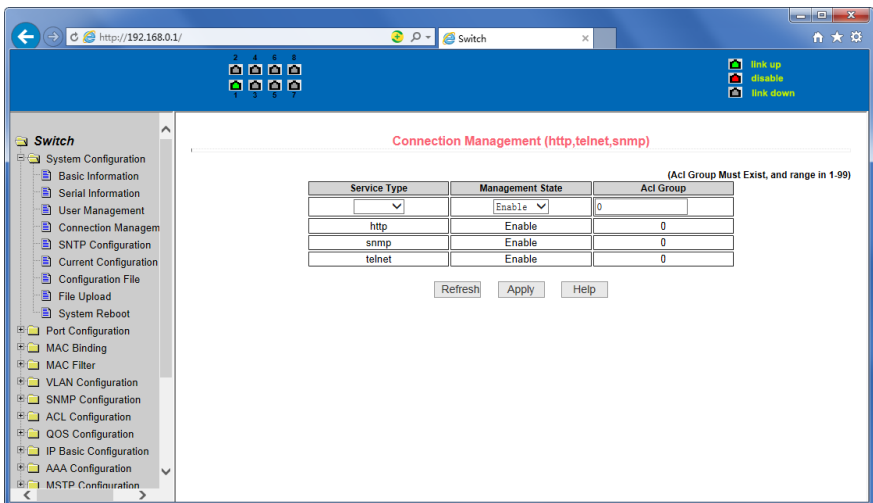 http://192.168.0.1/
Switch
2 4 6 8
1 3 5 7
link up
disable
link down
Switch
System Configuration
Basic Information
Serial Information
User Management
Connection Managem
SNTP Configuration
Current Configuration
Configuration File
File Upload
System Reboot
Port Configuration
MAC Binding
MAC Filter
VLAN Configuration
SNMP Configuration
ACL Configuration
QOS Configuration
IP Basic Configuration
AAA Configuration
MSTP Configuration
Connection Management (http,telnet,snmp)
(Acl Group Must Exist, and range in 1-99)
Service Type Management State Acl Group
Enable 0
http Enable 0
snmp Enable 0
telnet Enable 0
Refresh Apply Help